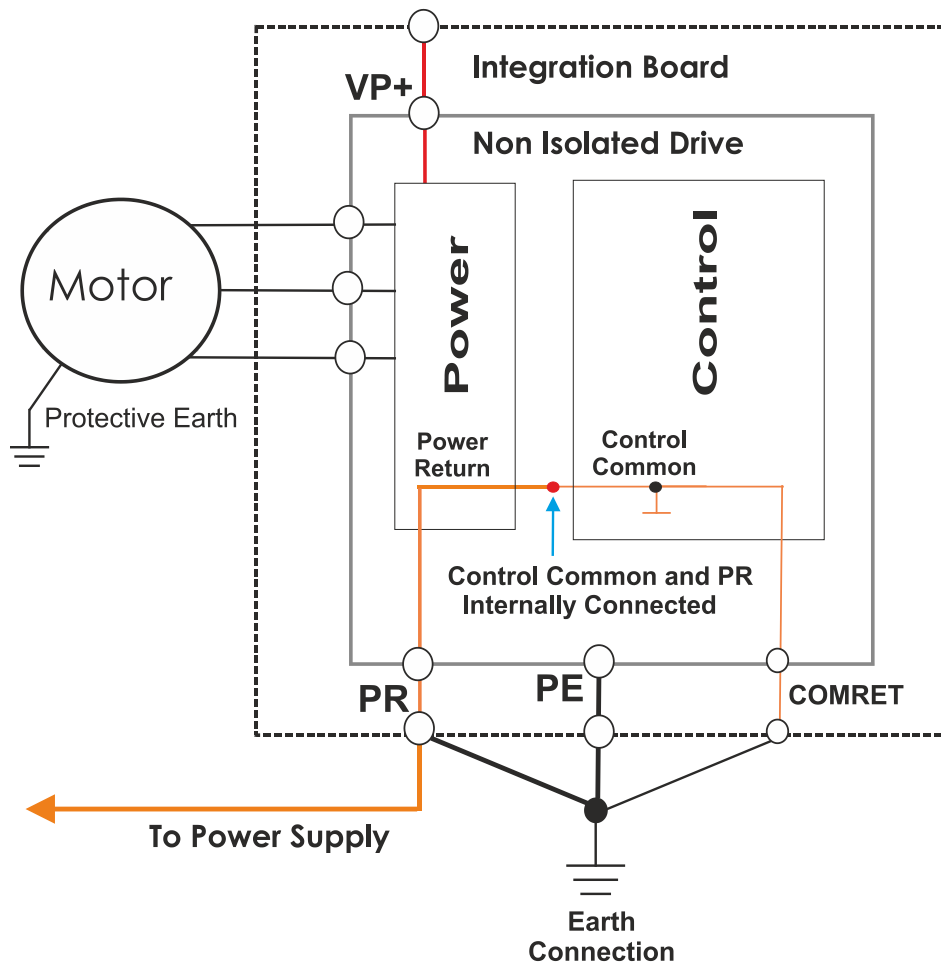 Integration Board
VP+
Non Isolated Drive
Motor
Power
Control
Protective Earth
Power
Return
Control
Common
Control Common and PR
Internally Connected
PR
PE
COMRET
To Power Supply
Earth
Connection